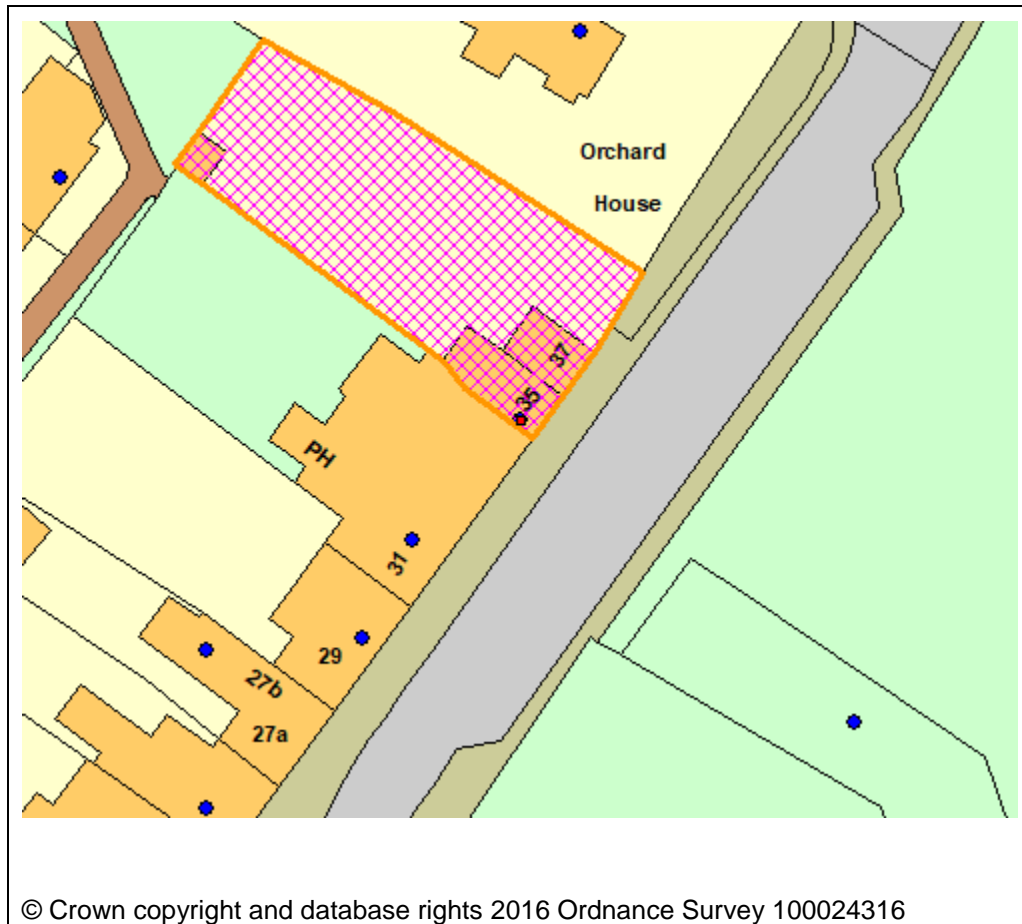 Orchard
House
37
35
PH
31
29
27b
27a
© Crown copyright and database rights 2016 Ordnance Survey 100024316